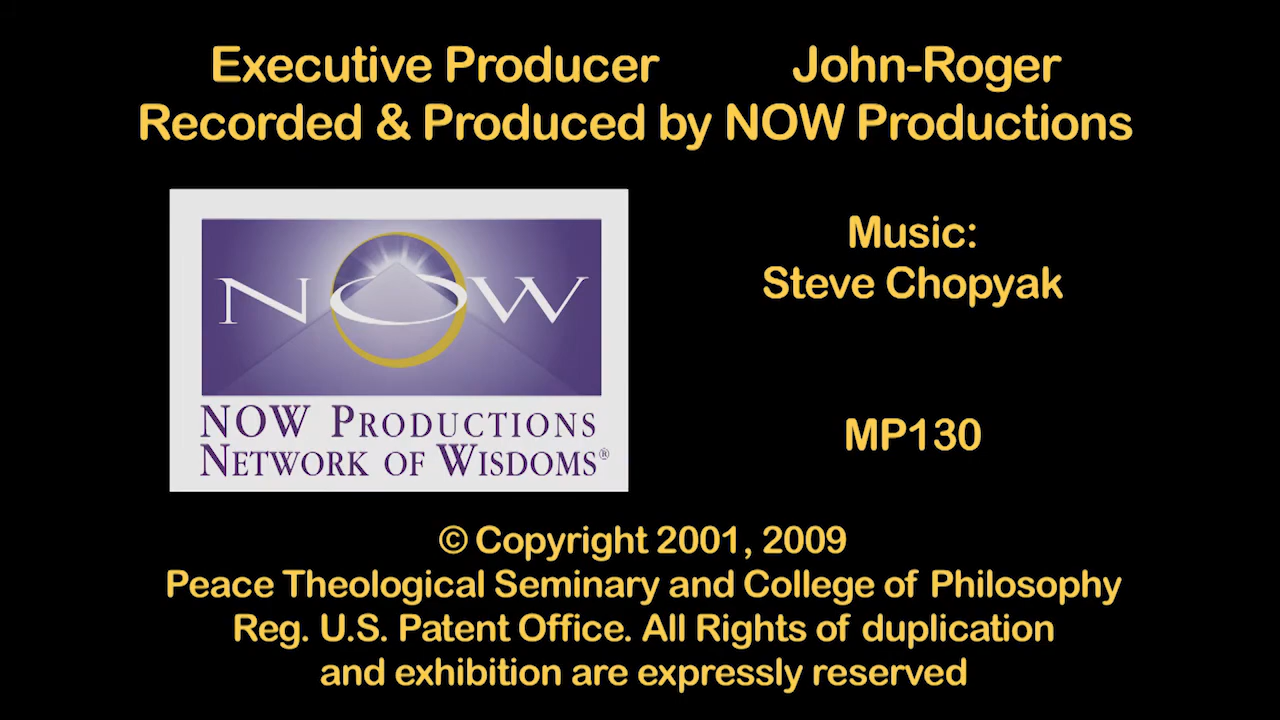 Executive Producer John-Roger
Recorded & Produced by NOW Productions
NOW
NOW PRODUCTIONS
NETWORK OF WISDOMS®
Music:
Steve Chopyak
MP130
© Copyright 2001, 2009
Peace Theological Seminary and College of Philosophy
Reg. U.S. Patent Office. All Rights of duplication
and exhibition are expressly reserved